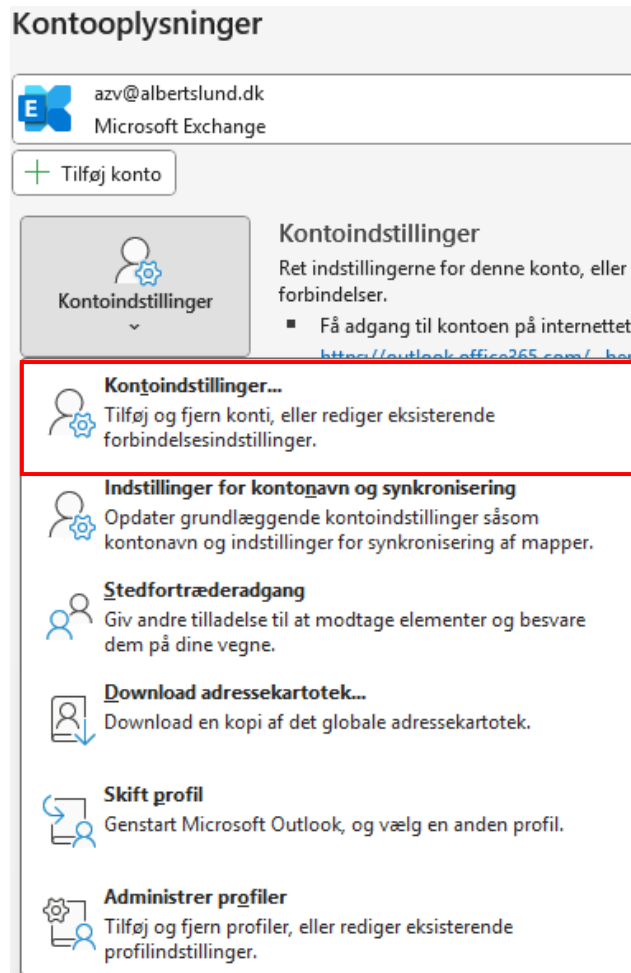 Kontooplysninger
azv@albertslund.dk
Microsoft Exchange
Tilføj konto
Kontoindstillinger
Kontoindstillinger
Ret indstillingerne for denne konto, eller
forbindelser.
Få adgang til kontoen på internettet
Kontoindstillinger...
Tilføj og fjern konti, eller rediger eksisterende
forbindelsesindstillinger.
Indstillinger for kontonavn og synkronisering
Opdater grundlæggende kontoindstillinger såsom
kontonavn og indstillinger for synkronisering af mapper.
Stedfortræderadgang
Giv andre tilladelse til at modtage elementer og besvare
dem på dine vegne.
Download adressekartotek...
Download en kopi af det globale adressekartotek.
Skift profil
Genstart Microsoft Outlook, og vælg en anden profil.
Administrer profiler
Tilføj og fjern profiler, eller rediger eksisterende
profilindstillinger.